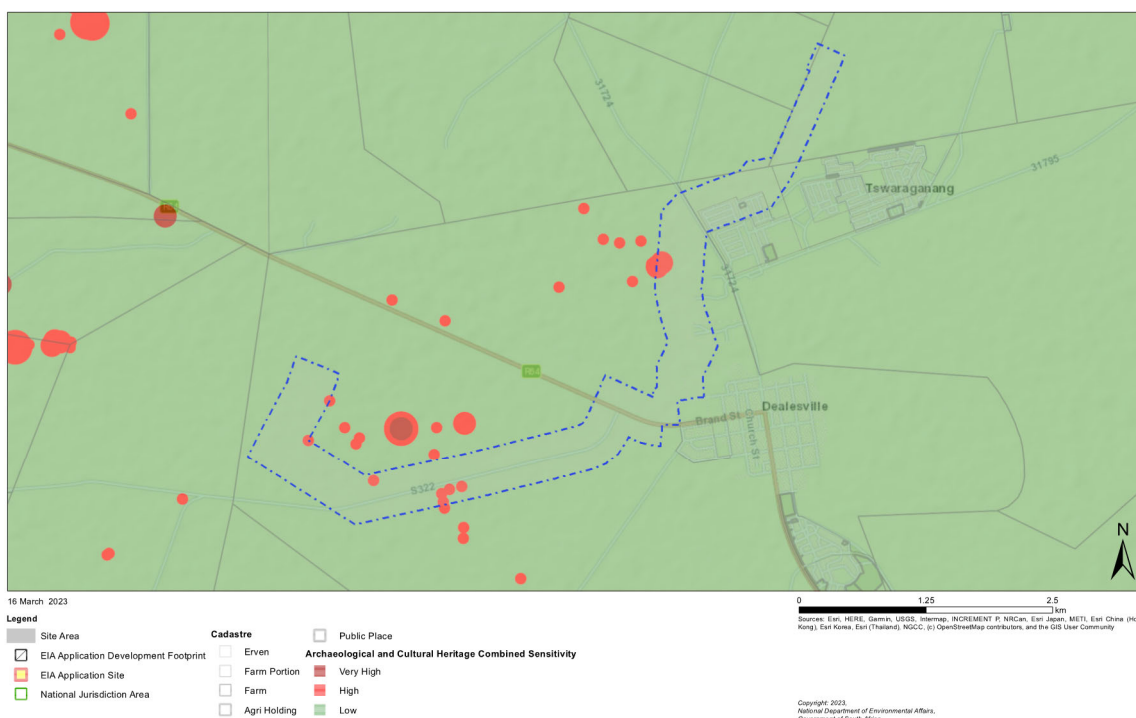 31724
31795
Tswaraganang
31724
R64
Brand St
Dealesville
Church St
S322
N
16 March 2023
Legend
Site Area
EIA Application Development Footprint
EIA Application Site
National Jurisdiction Area
Cadastre
Erven
Farm Portion
Farm
Agri Holding
Public Place
Archaeological and Cultural Heritage Combined Sensitivity
Very High
High
Low
0 1.25 2.5
km
Sources: Esri, HERE, Garmin, USGS, Intermap, INCREMENT P, NRCan, Esri Japan, METI, Esri China (Ho
Kong), Esri Korea, Esri (Thailand), NGCC, (c) OpenStreetMap contributors, and the GIS User Community
Copyright: 2023,
National Department of Environmental Affairs,
Government of South Africa